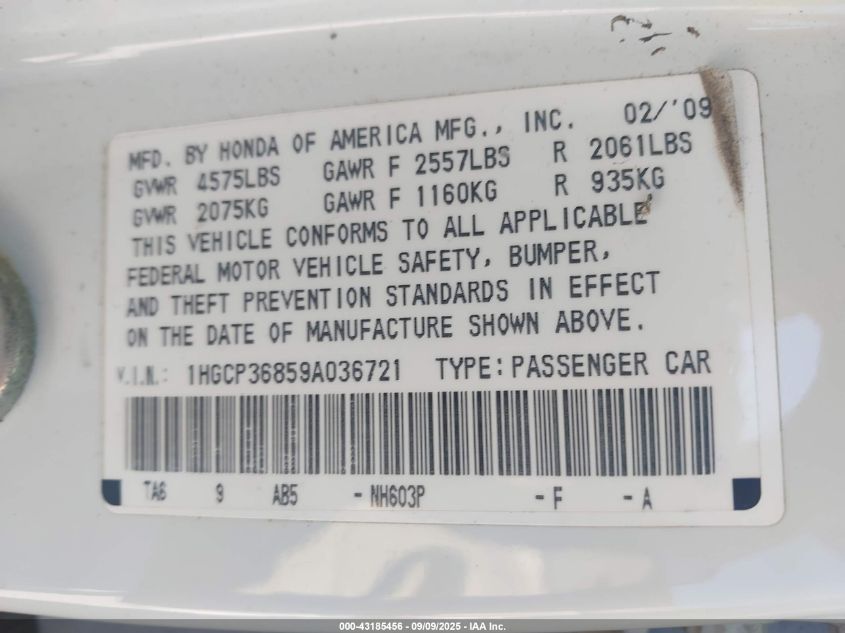 MFD. BY HONDA OF AMERICA MFG., INC. 02/'09
GVWR 4575LBS GAWR F 2557LBS R 2061LBS
GVWR 2075KG GAWR F 1160KG R 935KG
THIS VEHICLE CONFORMS TO ALL APPLICABLE
FEDERAL MOTOR VEHICLE SAFETY, BUMPER,
AND THEFT PREVENTION STANDARDS IN EFFECT
ON THE DATE OF MANUFACTURE SHOWN ABOVE.
V.I.N.: 1HGCP36859A036721 TYPE: PASSENGER CAR
TA6 9 AB5 - NH603P - F - A
000-43185456 - 09/09/2025 - IAA Inc.